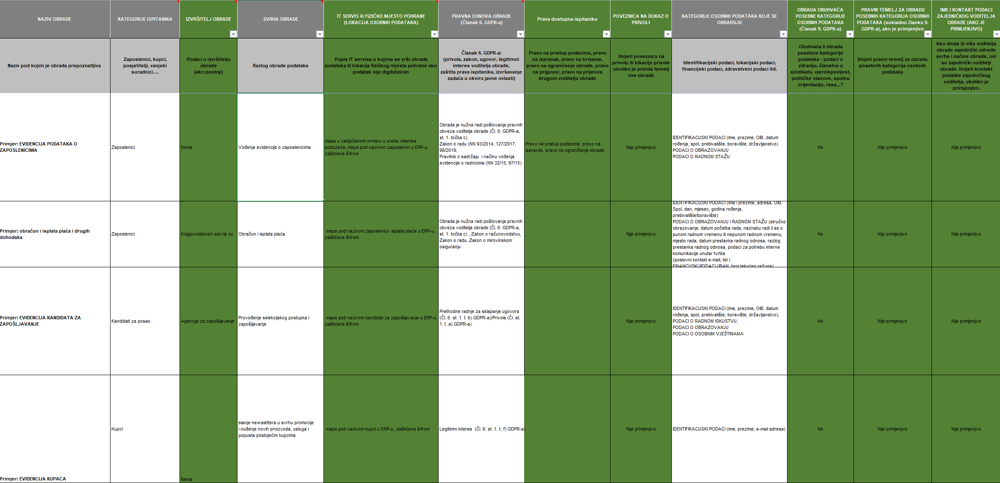 NAZIV OBRADE
KATEGORIJE ISPITANIKA
IZVRŠITELJ OBRADE
SVRHA OBRADE
IT SERVIS ili FIZIČKO MJESTO POHRANE
(LOKACIJA OSOBNIH PODATAKA)
PRAVNA OSNOVA OBRADE
(Članak 6. GDPR-a)
Prava dostupna ispitaniku
POVEZNICA NA DOKAZ O
PRIVOLI
KATEGORIJE OSOBNIH PODATAKA KOJE SE
OBRAĐUJU
OBRADA OBUHVAĆA
POSEBNE KATEGORIJE
OSOBNIH PODATAKA
(Članak 9. GDPR-a)
PRAVNI TEMELJ ZA OBRADU
POSEBNIH KATEGORIJA OSOBNIH
PODATAKA (sukladno članku 9.
GDPR-a), ako je primjenjivo
IME I KONTAKT PODACI
ZAJEDNIČKOG VODITELJA
OBRADE (AKO JE
PRIMJENJIVO)
Naziv pod kojim je obrada prepoznatljiva
Zaposlenici, kupci,
posjetitelji, vanjski
suradnici....
Podaci o izvršitelju
obrade
(ako postoji)
Razlog obrade podataka
Popis IT servisa u kojima se vrši obrada
podataka ili lokacija fizičkog mjesta pohrane ako
podatak nije digitaliziran
Članak 6. GDPR-a:
(privola, zakon, ugovor, legitimni
interes voditelja obrade,
zaštita prava ispitanika, izvršavanje
zadaća u okviru javne ovlasti)
Pravo na pristup podacima, pravo
na ispravak, pravo na brisanje,
pravo na ograničenje obrade, pravo
na prigovor, pravo na prijenos
drugom voditelju obrade
Unijeti poveznicu na
privolu ili lokaciju privole
ukoliko je privola temelj
ove obrade
Identifikacijski podaci, lokacijski podaci,
financijski podaci, zdravstveni podaci itd.
Obuhvaća li obrada
posebne kategorije
podataka - podaci o
zdravlju, članstvu u
sindikatu, vjeroispovijest,
političke stavove, spolnu
orijentaciju, rasu...?
Unijeti pravni temelj za obradu
posebnih kategorija osobnih
podataka
Ako dvoje ili više voditelja
obrade zajednički odrede
svrhe i načine obrade, oni
su zajednički voditelji
obrade. Unijeti kontakt
podatke zajedničkog
voditelja, ukoliko je
primjenjivo.
Primjer: EVIDENCIJA PODATAKA O
ZAPOSLENICIMA
Zaposlenici
Nema
Vođenje evidencije o zaposlenicima
mapa u zaključanom ormaru u uredu vlasnika
poduzeća; mapa pod nazivom zaposlenici u ERP-u,
zaštićena šifrom
Obrada je nužna radi poštovanja pravnih
obveza voditelja obrade (Čl. 6. GDPR-a,
st. 1. točka c)
Zakon o radu (NN 93/2014, 127/2017,
98/2019,
Pravilnik o sadržaju  i načinu vođenja
evidencije o radnicima (NN 32/15, 97/15)
Pravo na pristup podacima, pravo na
ispravak, pravo na ograničenje obrade
Nije primjenjivo
IDENTIFIKACIJSKI PODACI (Ime, prezime, OIB, datum
rođenja, spol, prebivalište, boravište, državljanstvo)
PODACI O OBRAZOVANJU
PODACI O RADNOM STAŽU
Ne
Nije primjenjivo
Nije primjenjivo
Primjer: obračun i isplata plaća i drugih
dohodaka
Zaposlenici
Knjigovodstveni servis xy
Obračun i isplata plaća
mapa pod nazivom zaposlenici- isplata plaća u ERP-u,
zaštićena šifrom
Obrada je nužna radi poštovanja pravnih
obveza voditelja obrade (Čl. 6. GDPR-a,
st. 1. točka c) , Zakon o računovodstvu,
Zakon o radu, Zakon o mirovinskom
osiguranju
Njje primjenjivo
IDENTIFIKACIJSKI PODACI (Ime i prezime, adresa, OIB,
Spol, dan, mjesec, godina rođenja,
prebivalište/boravište)
PODACI O OBRAZOVANJU I RADNOM STAŽU (stručno
obrazovanje, datum početka rada, naznaku radi li se o
punom radnom vremenu ili nepunom radnom vremenu,
mjesto rada, datum prestanka radnog odnosa, razlog
prestanka radnog odnosa, podaci za potrebu interne
komunikacije unutar tvrtke
(poslovni kontakt e-mail, tel.)
FINANCIJSKI PODACI (IBAN, broj tekućeg računa)
Ne
Nije primjenjivo
Nije primjenjivo
Primjer: EVIDENCIJA KANDIDATA ZA
ZAPOŠLJAVANJE
Kandidati za posao
Agencija za zapošljavanje
Provođenje selekcijskog postupka i
zapošljavanje
mapa pod nazivom kandidati za zapošljavanje u ERP-u,
zaštićena šifrom
Prethodne radnje za sklapanje ugovora
(Čl. 6. st. 1. t. b) GDPR-a)/Privola (Čl. st.
1. t. a) GDPR-a)
Nije primjenjivo
IDENTIFIKACIJSKI PODACI (Ime, prezime, OIB, datum
rođenja, spol, prebivalište, boravište, državljanstvo),
PODACI O RADNOM ISKUSTVU,
PODACI O OBRAZOVANJU
PODACI O OSOBNIM VJEŠTINAMA
Ne
Nije primjenjivo
Nije primjenjivo
Primjer: EVIDENCIJA KUPACA
Kupci
Nema
slanje newslettera u svrhu promocije
i nuđenje novih proizvoda, usluga i
popusta postojećim kupcima
mapa pod nazivom kupci u ERP-u, zaštićena šifrom
Legitimni interes  (Čl. 6. st. 1. t. f) GDPR-a)
Nije primjenjivo
IDENTIFIKACIJSKI PODACI (ime, prezime, e-mail adresa)
Ne
Nije primjenjivo
Nije primjenjivo